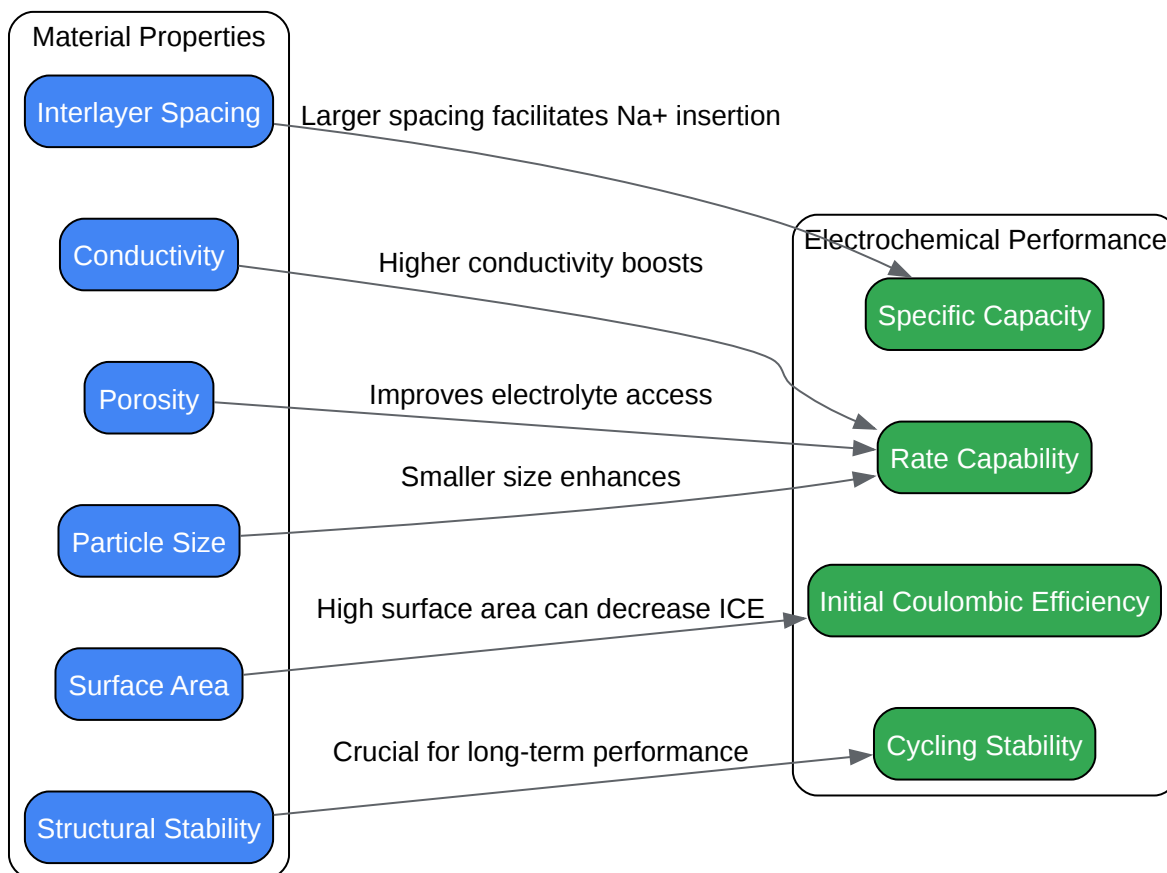 Material Properties
Interlayer Spacing
Larger spacing facilitates Na+ insertion
Electrochemical Performance
Conductivity
Higher conductivity boosts
Specific Capacity
Porosity
Improves electrolyte access
Rate Capability
Smaller size enhances
Particle Size
Initial Coulombic Efficiency
High surface area can decrease ICE
Surface Area
Cycling Stability
Crucial for long-term performance
Structural Stability